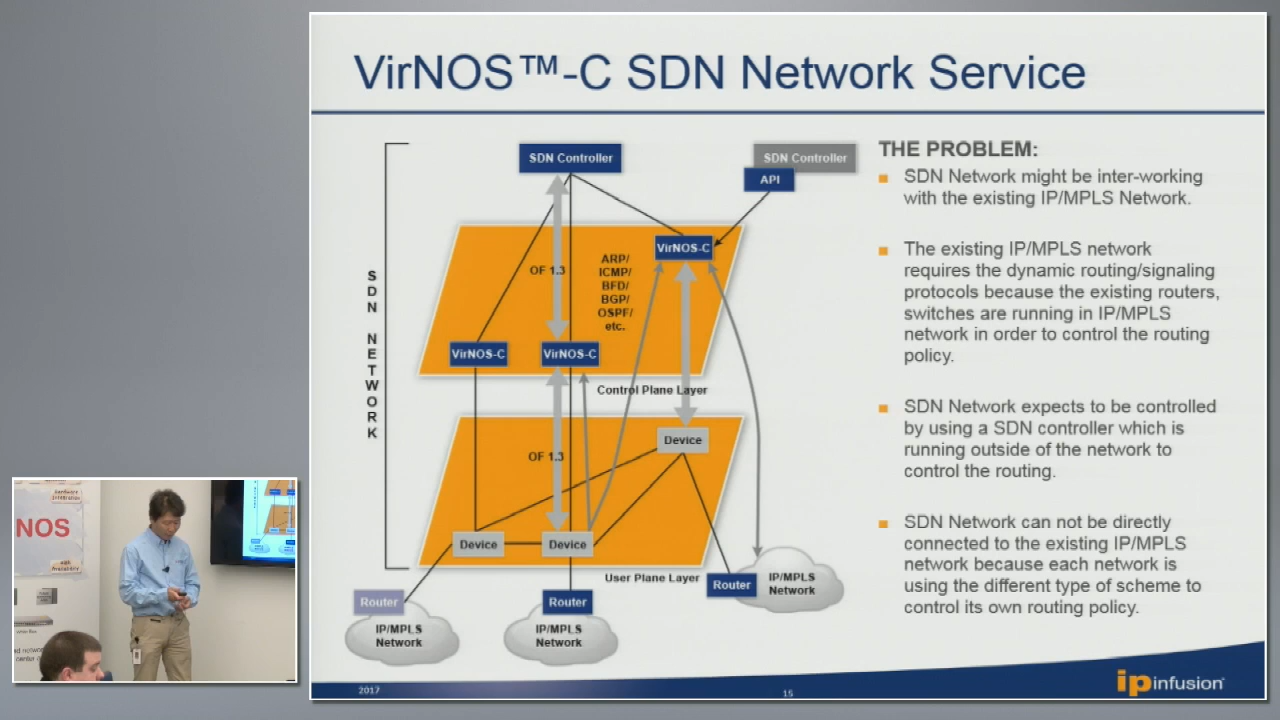 VirNOS™-C SDN Network Service
SDN Controller
SDN Controller
API
VirNOS-C
OF 1.3
ARP/
ICMP/
BFD/
BGP/
OSPF/
etc.
VirNOS-C
VirNOS-C
Control Plane Layer
SDN NETWORK
Device
OF 1.3
Device
Device
User Plane Layer
Router
IP/MPLS
Network
Router
IP/MPLS
Network
Router
IP/MPLS
Network
THE PROBLEM:
SDN Network might be inter-working
with the existing IP/MPLS Network.
The existing IP/MPLS network
requires the dynamic routing/signaling
protocols because the existing routers,
switches are running in IP/MPLS
network in order to control the routing
policy.
SDN Network expects to be controlled
by using a SDN controller which is
running outside of the network to
control the routing.
SDN Network can not be directly
connected to the existing IP/MPLS
network because each network is
using the different type of scheme to
control its own routing policy.
2017
15
ipinfusion
NOS